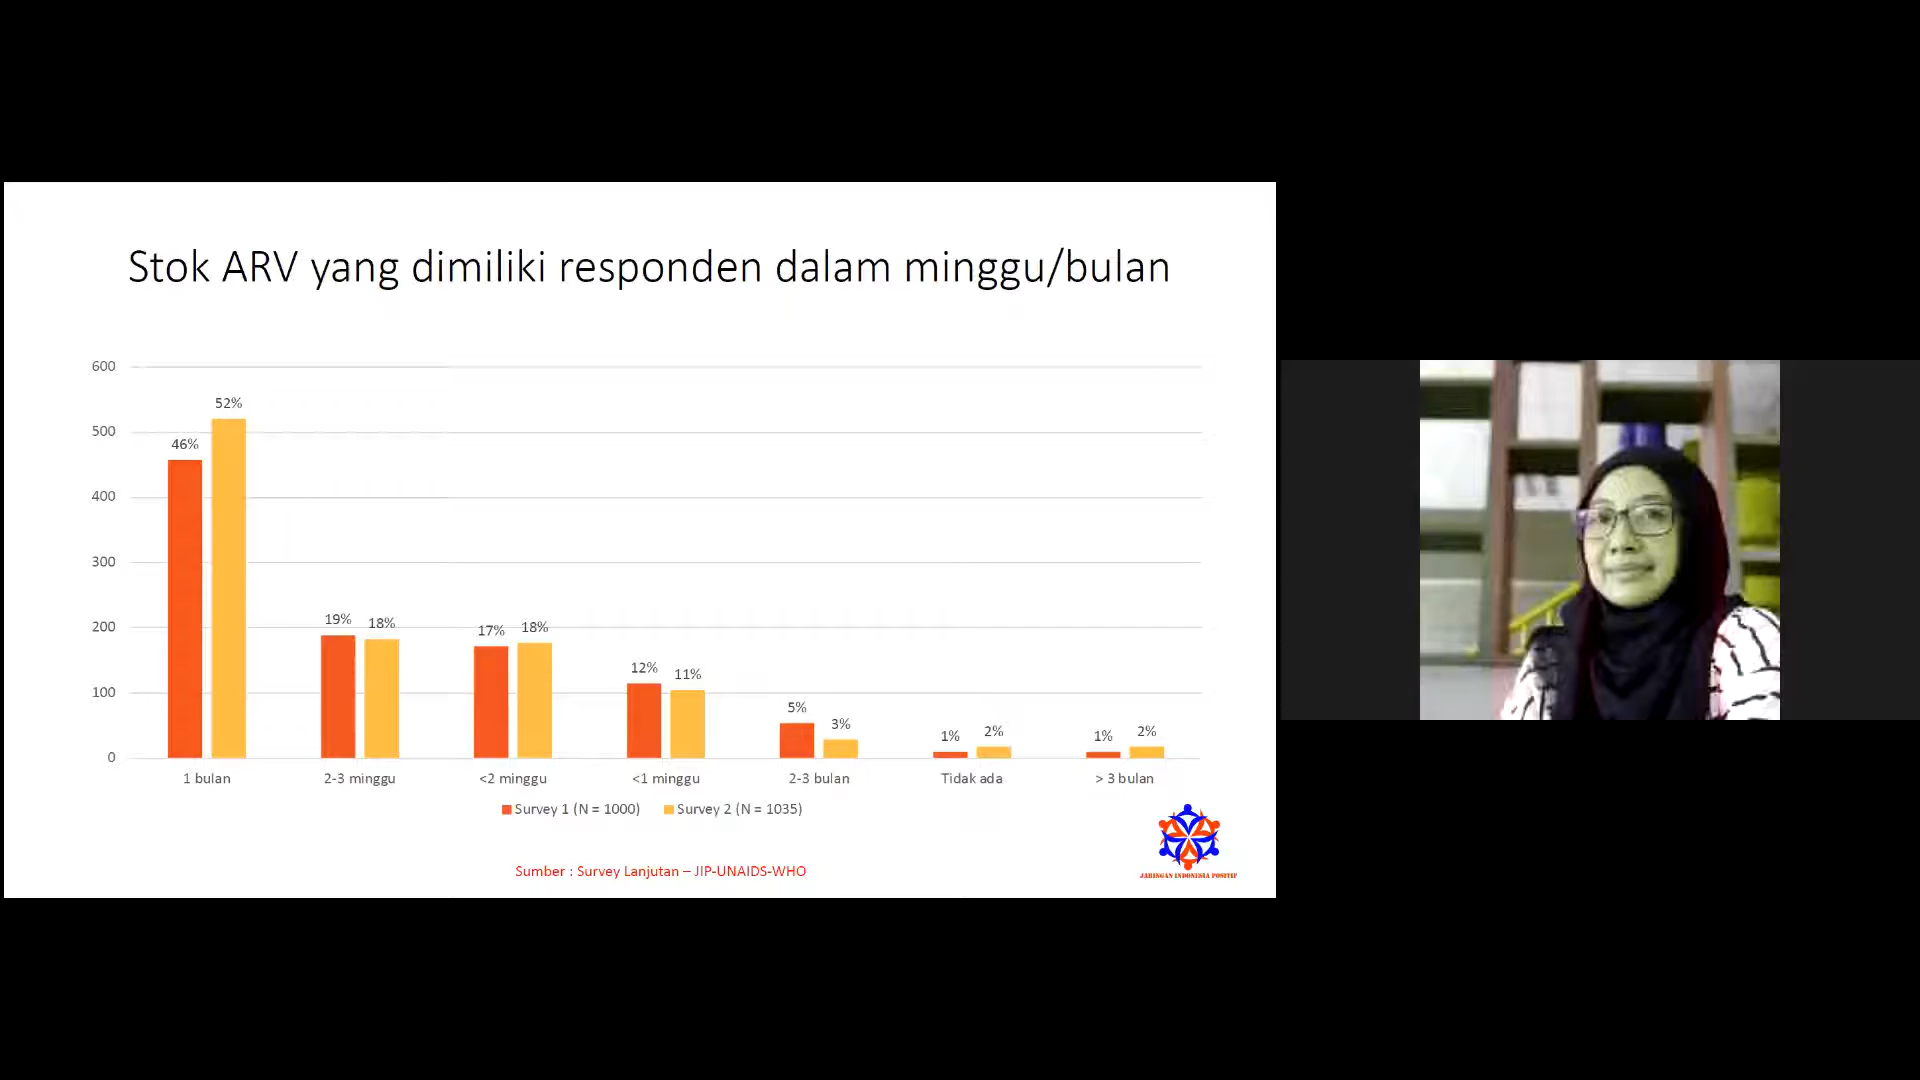 Stok ARV yang dimiliki responden dalam minggu/bulan
600
500
400
300
200
100
0
46%
52%
19%
18%
17%
18%
12%
11%
5%
3%
1%
2%
1%
2%
1 bulan
2-3 minggu
<2 minggu
<1 minggu
2-3 bulan
Tidak ada
> 3 bulan
Survey 1 (N = 1000)
Survey 2 (N = 1035)
Sumber : Survey Lanjutan – JIP-UNAIDS-WHO
JARINGAN INDONESIA POSITIF